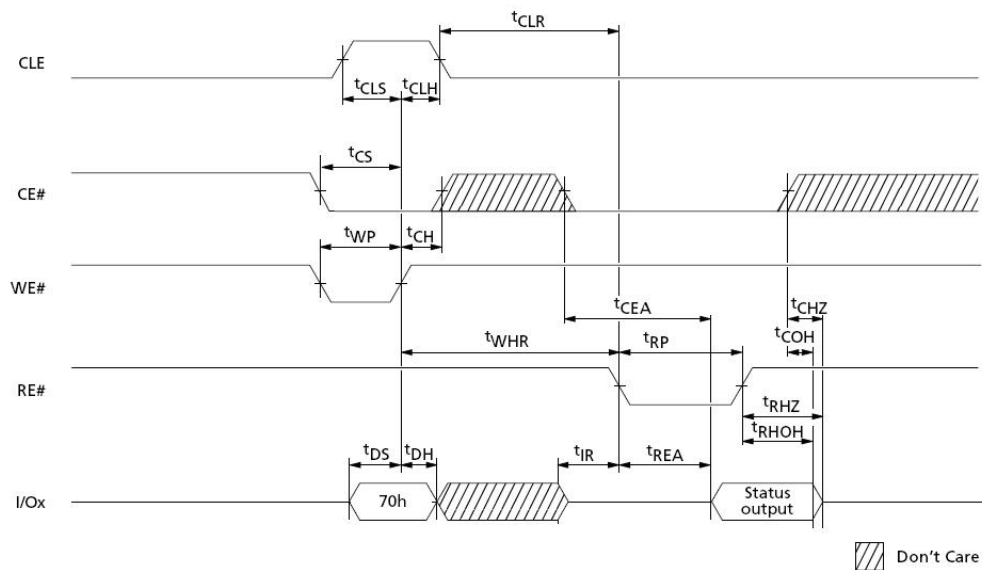 tCLR
CLE
tCLS
tCLH
tCS
CE#
tWP
tCH
WE#
tCEA
tCHZ
tCOH
tWHR
tRP
RE#
tRHZ
tRHOH
tDS
tDH
tIR
tREA
I/Ox
70h
Status
output
Don't Care